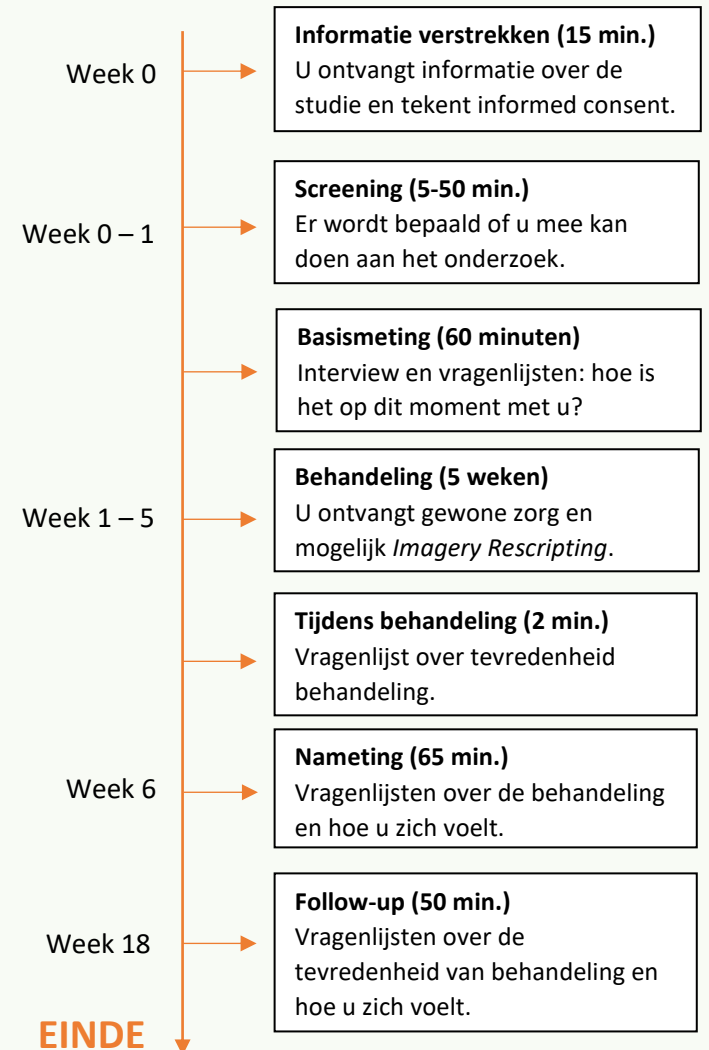 Week 0
Informatie verstrekken (15 min.)
U ontvangt informatie over de
studie en tekent informed consent.
Week 0 – 1
Screening (5-50 min.)
Er wordt bepaald of u mee kan
doen aan het onderzoek.
Basismeting (60 minuten)
Interview en vragenlijsten: hoe is
het op dit moment met u?
Week 1 – 5
Behandeling (5 weken)
U ontvangt gewone zorg en
mogelijk Imagery Rescripting.
Tijdens behandeling (2 min.)
Vragenlijst over tevredenheid
behandeling.
Week 6
Nameting (65 min.)
Vragenlijsten over de behandeling
en hoe u zich voelt.
Week 18
Follow-up (50 min.)
Vragenlijsten over de
tevredenheid van behandeling en
hoe u zich voelt.
EINDE